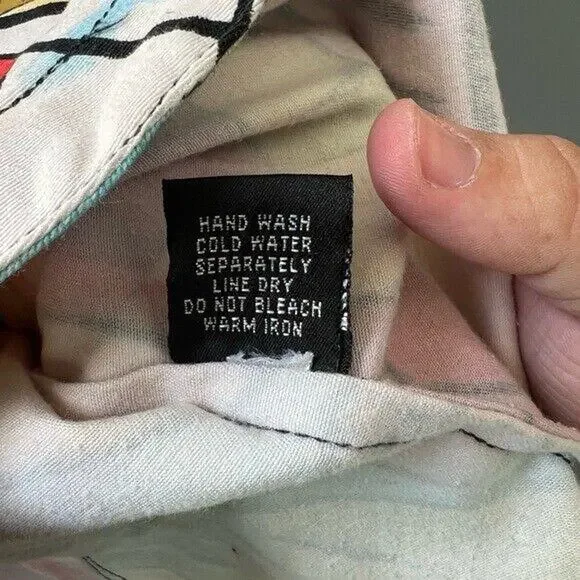 HAND WASH
COLD WATER
SEPARATELY
LINE DRY
DO NOT BLEACH
WARM IRON